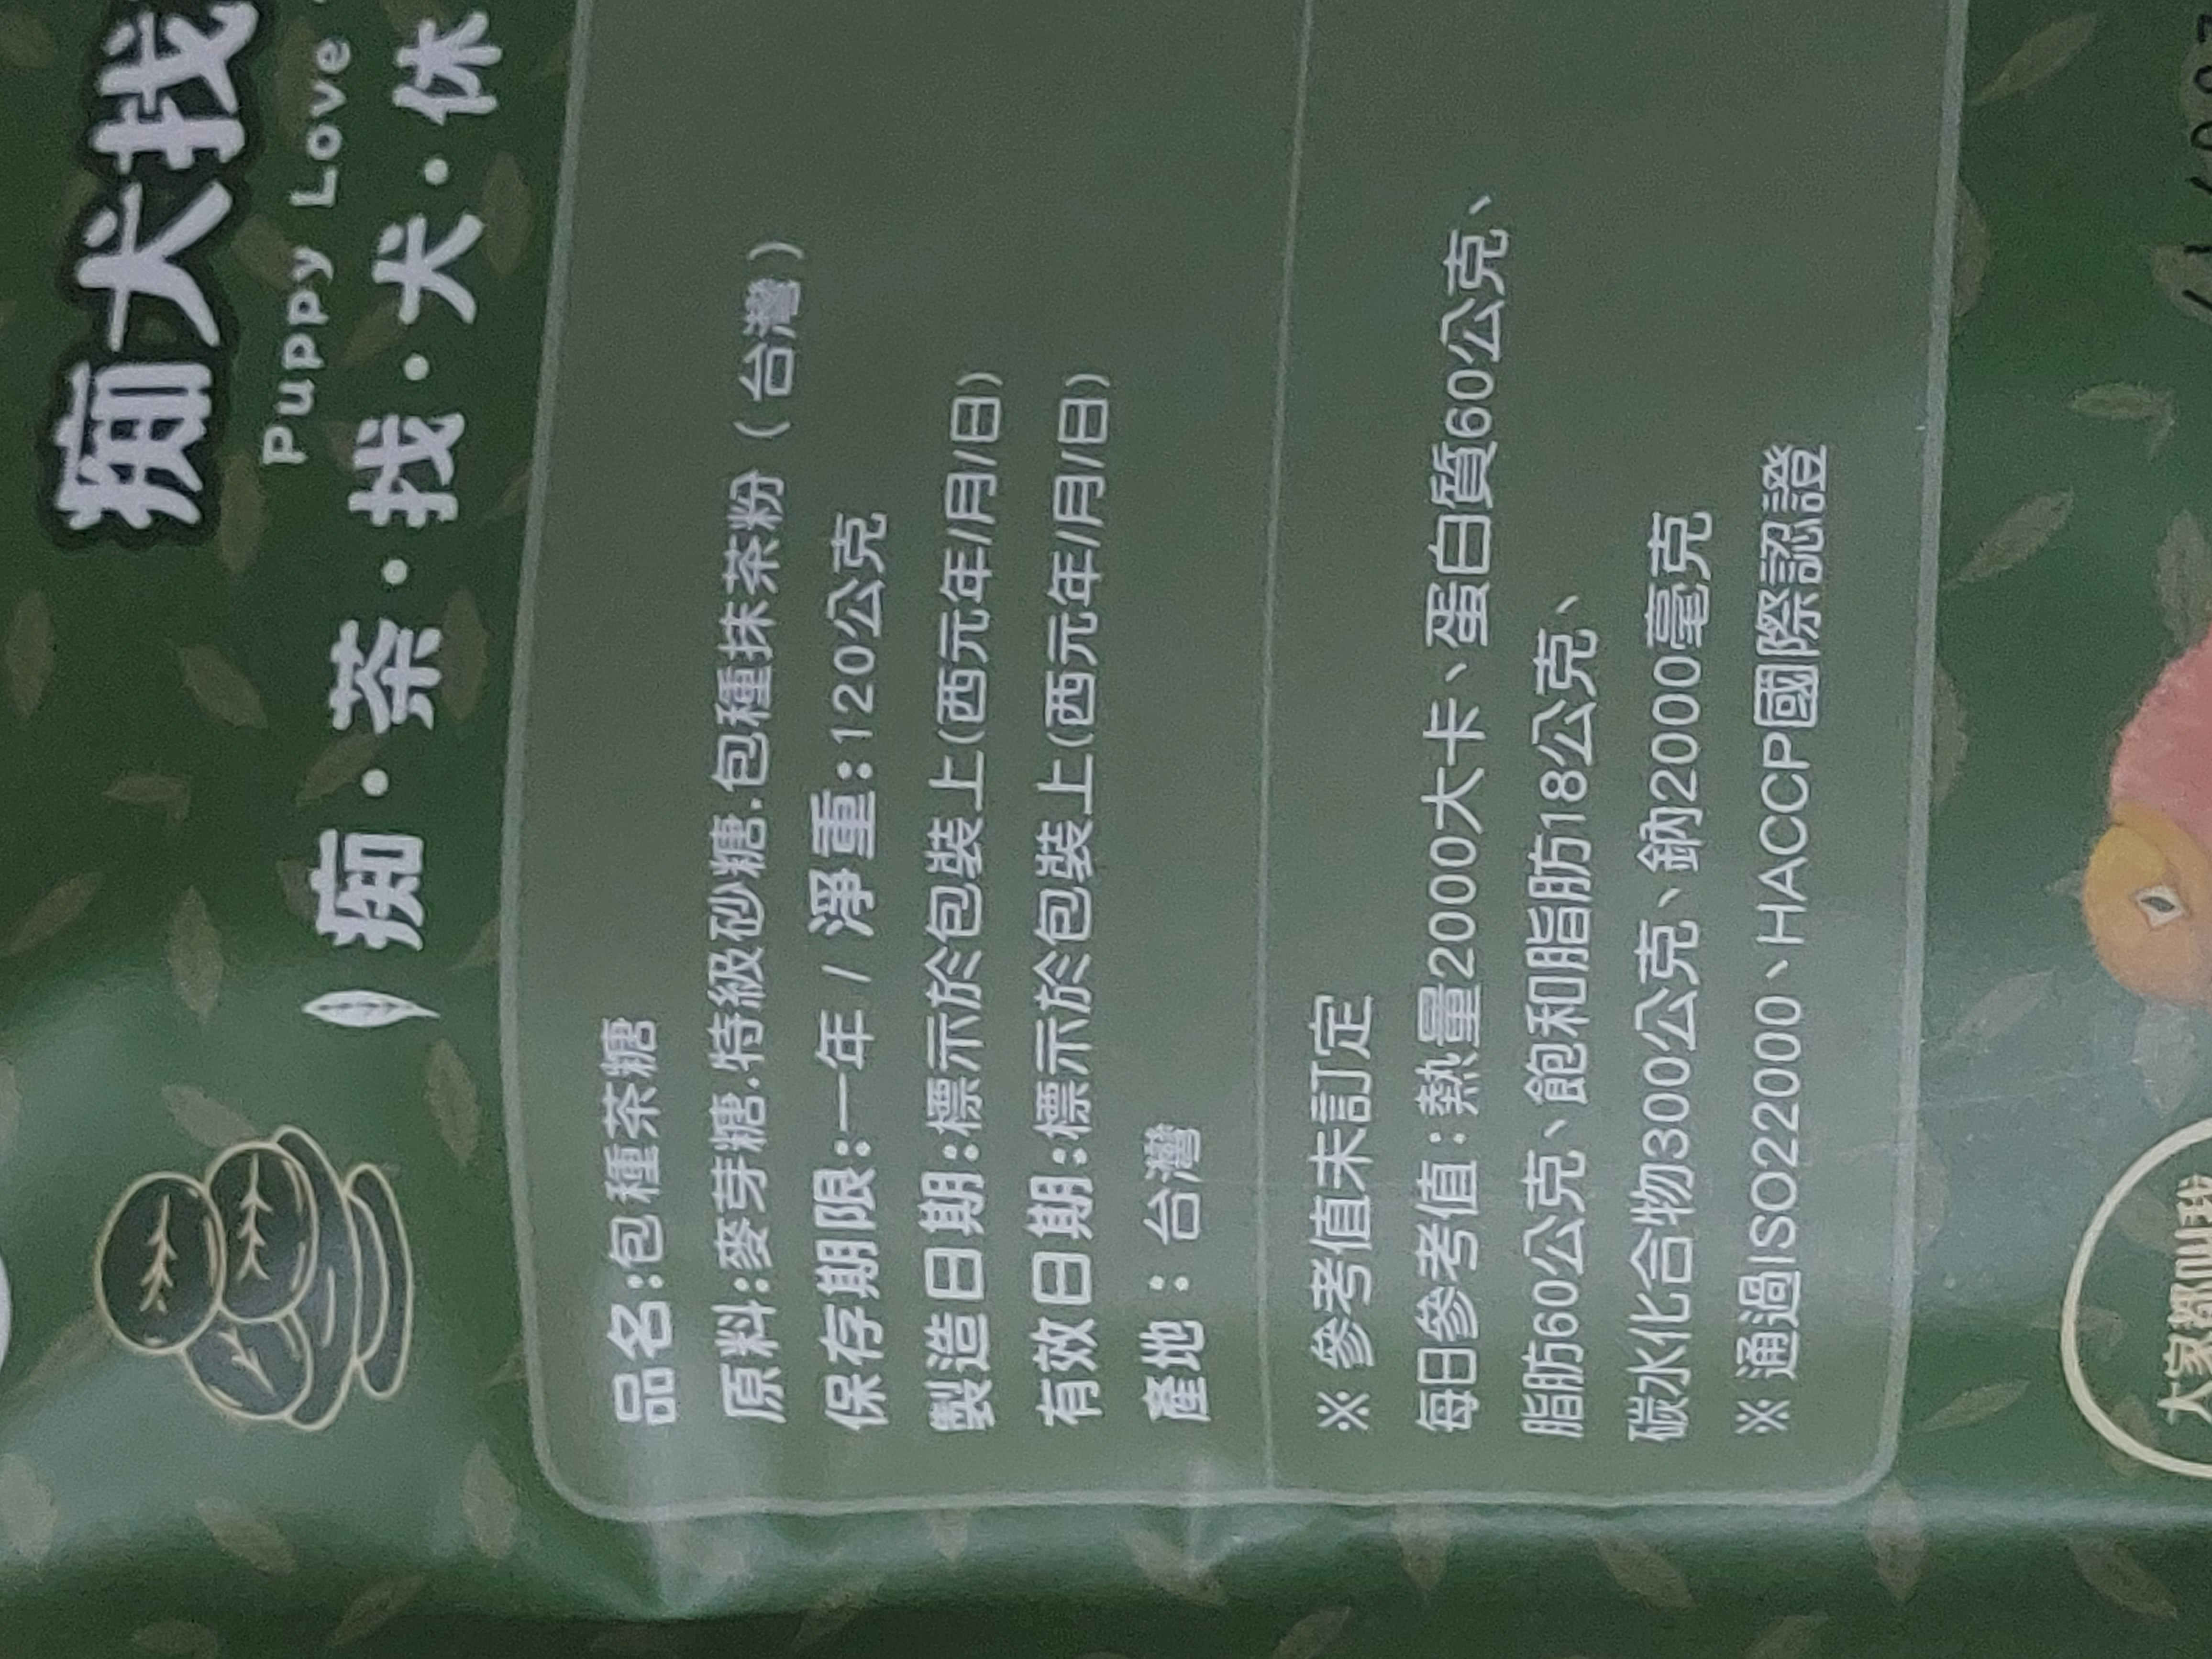 痴犬找
Puppy Love
痴·茶·找·犬·休
品名:包種茶糖
原料:麥芽糖.特級砂糖.包種抹茶粉(台灣)
保存期限:一年 / 淨重:120公克
製造日期:標示於包裝上(西元年/月/日)
有效日期:標示於包裝上(西元年/月/日)
產地:台灣
※ 參考值未訂定
每日參考值:熱量2000大卡、蛋白質60公克、
脂肪60公克、飽和脂肪18公克、
碳水化合物300公克、鈉2000毫克
※ 通過ISO22000、HACCP國際認證
大家都叫我